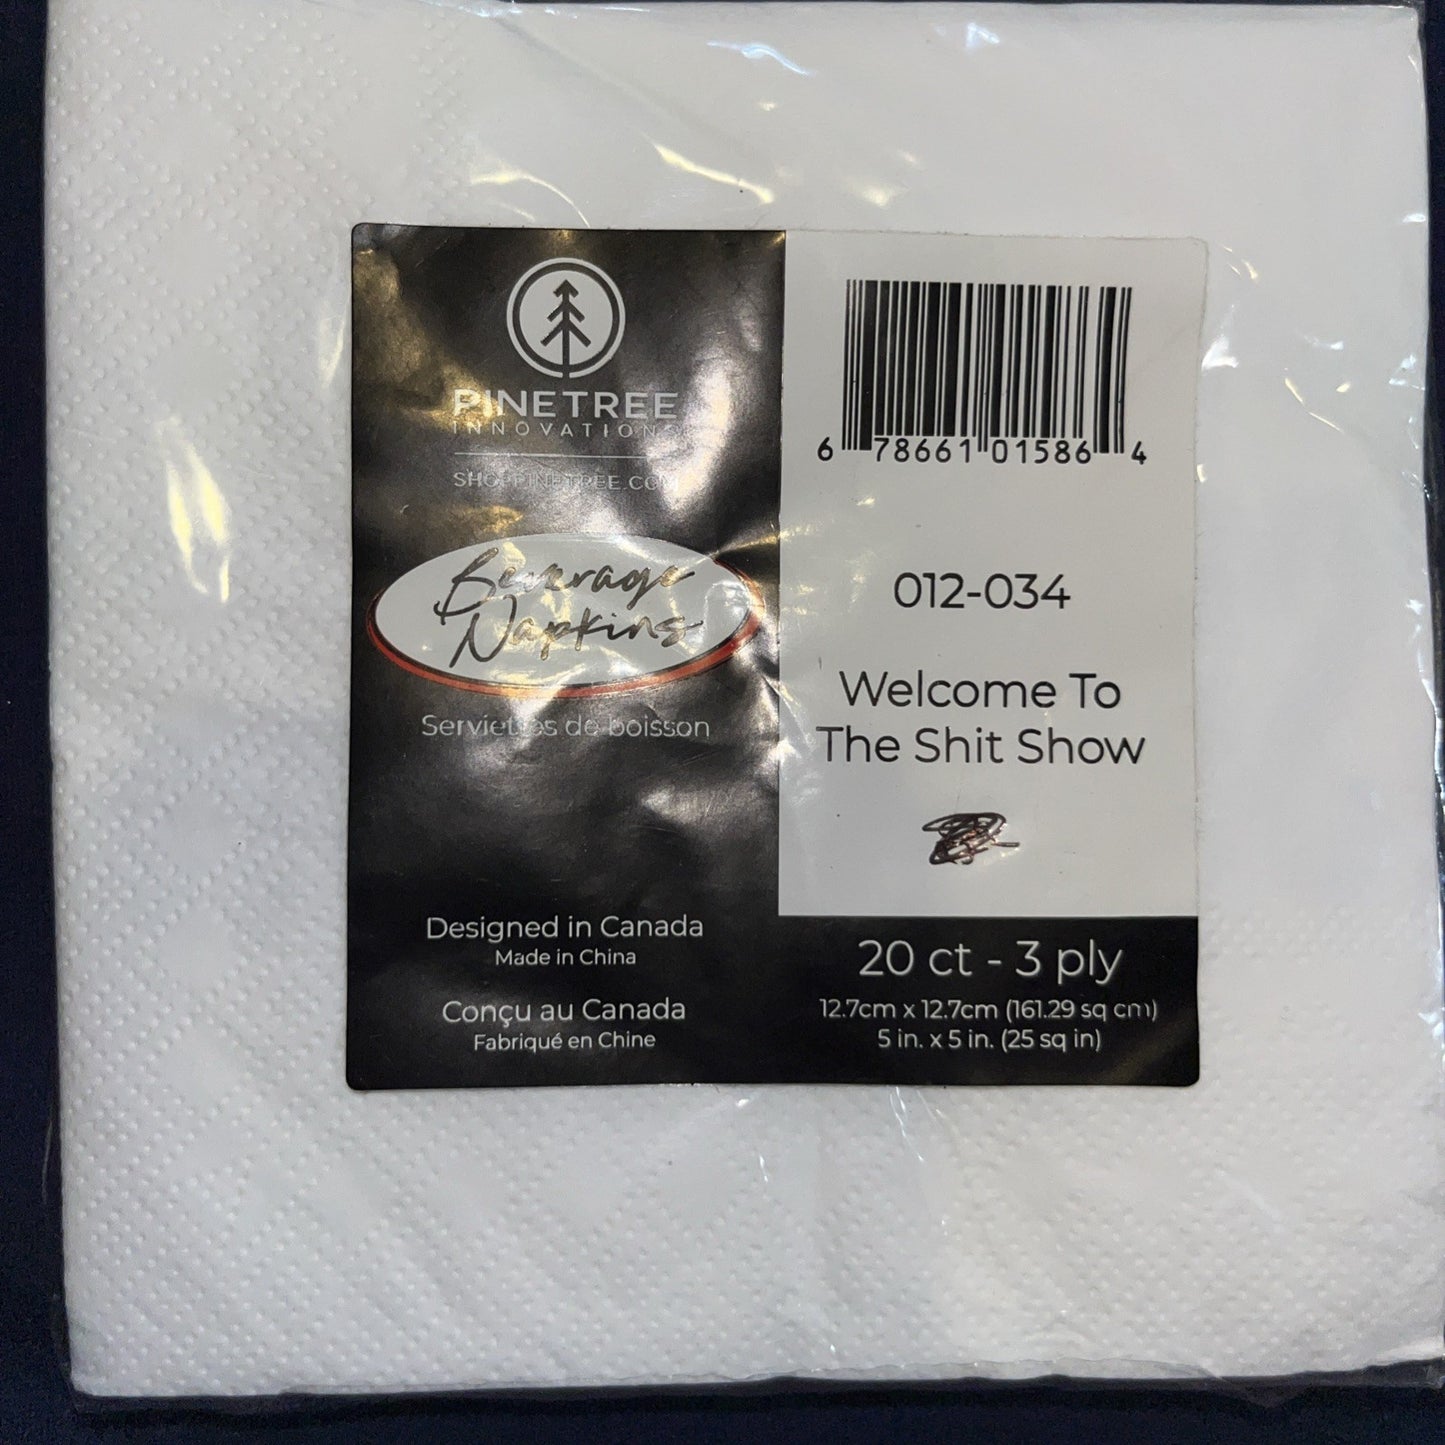 PINETREE
INNOVATIONS
SHOPPINETREE.COM
Beverage
Napkins
Serviettes de boisson
Designed in Canada
Made in China
Conçu au Canada
Fabriqué en Chine
6 78661 01586 4
012-034
Welcome To
The Shit Show
20 ct - 3 ply
12.7cm x 12.7cm (161.29 sq cm)
5 in. x 5 in. (25 sq in)